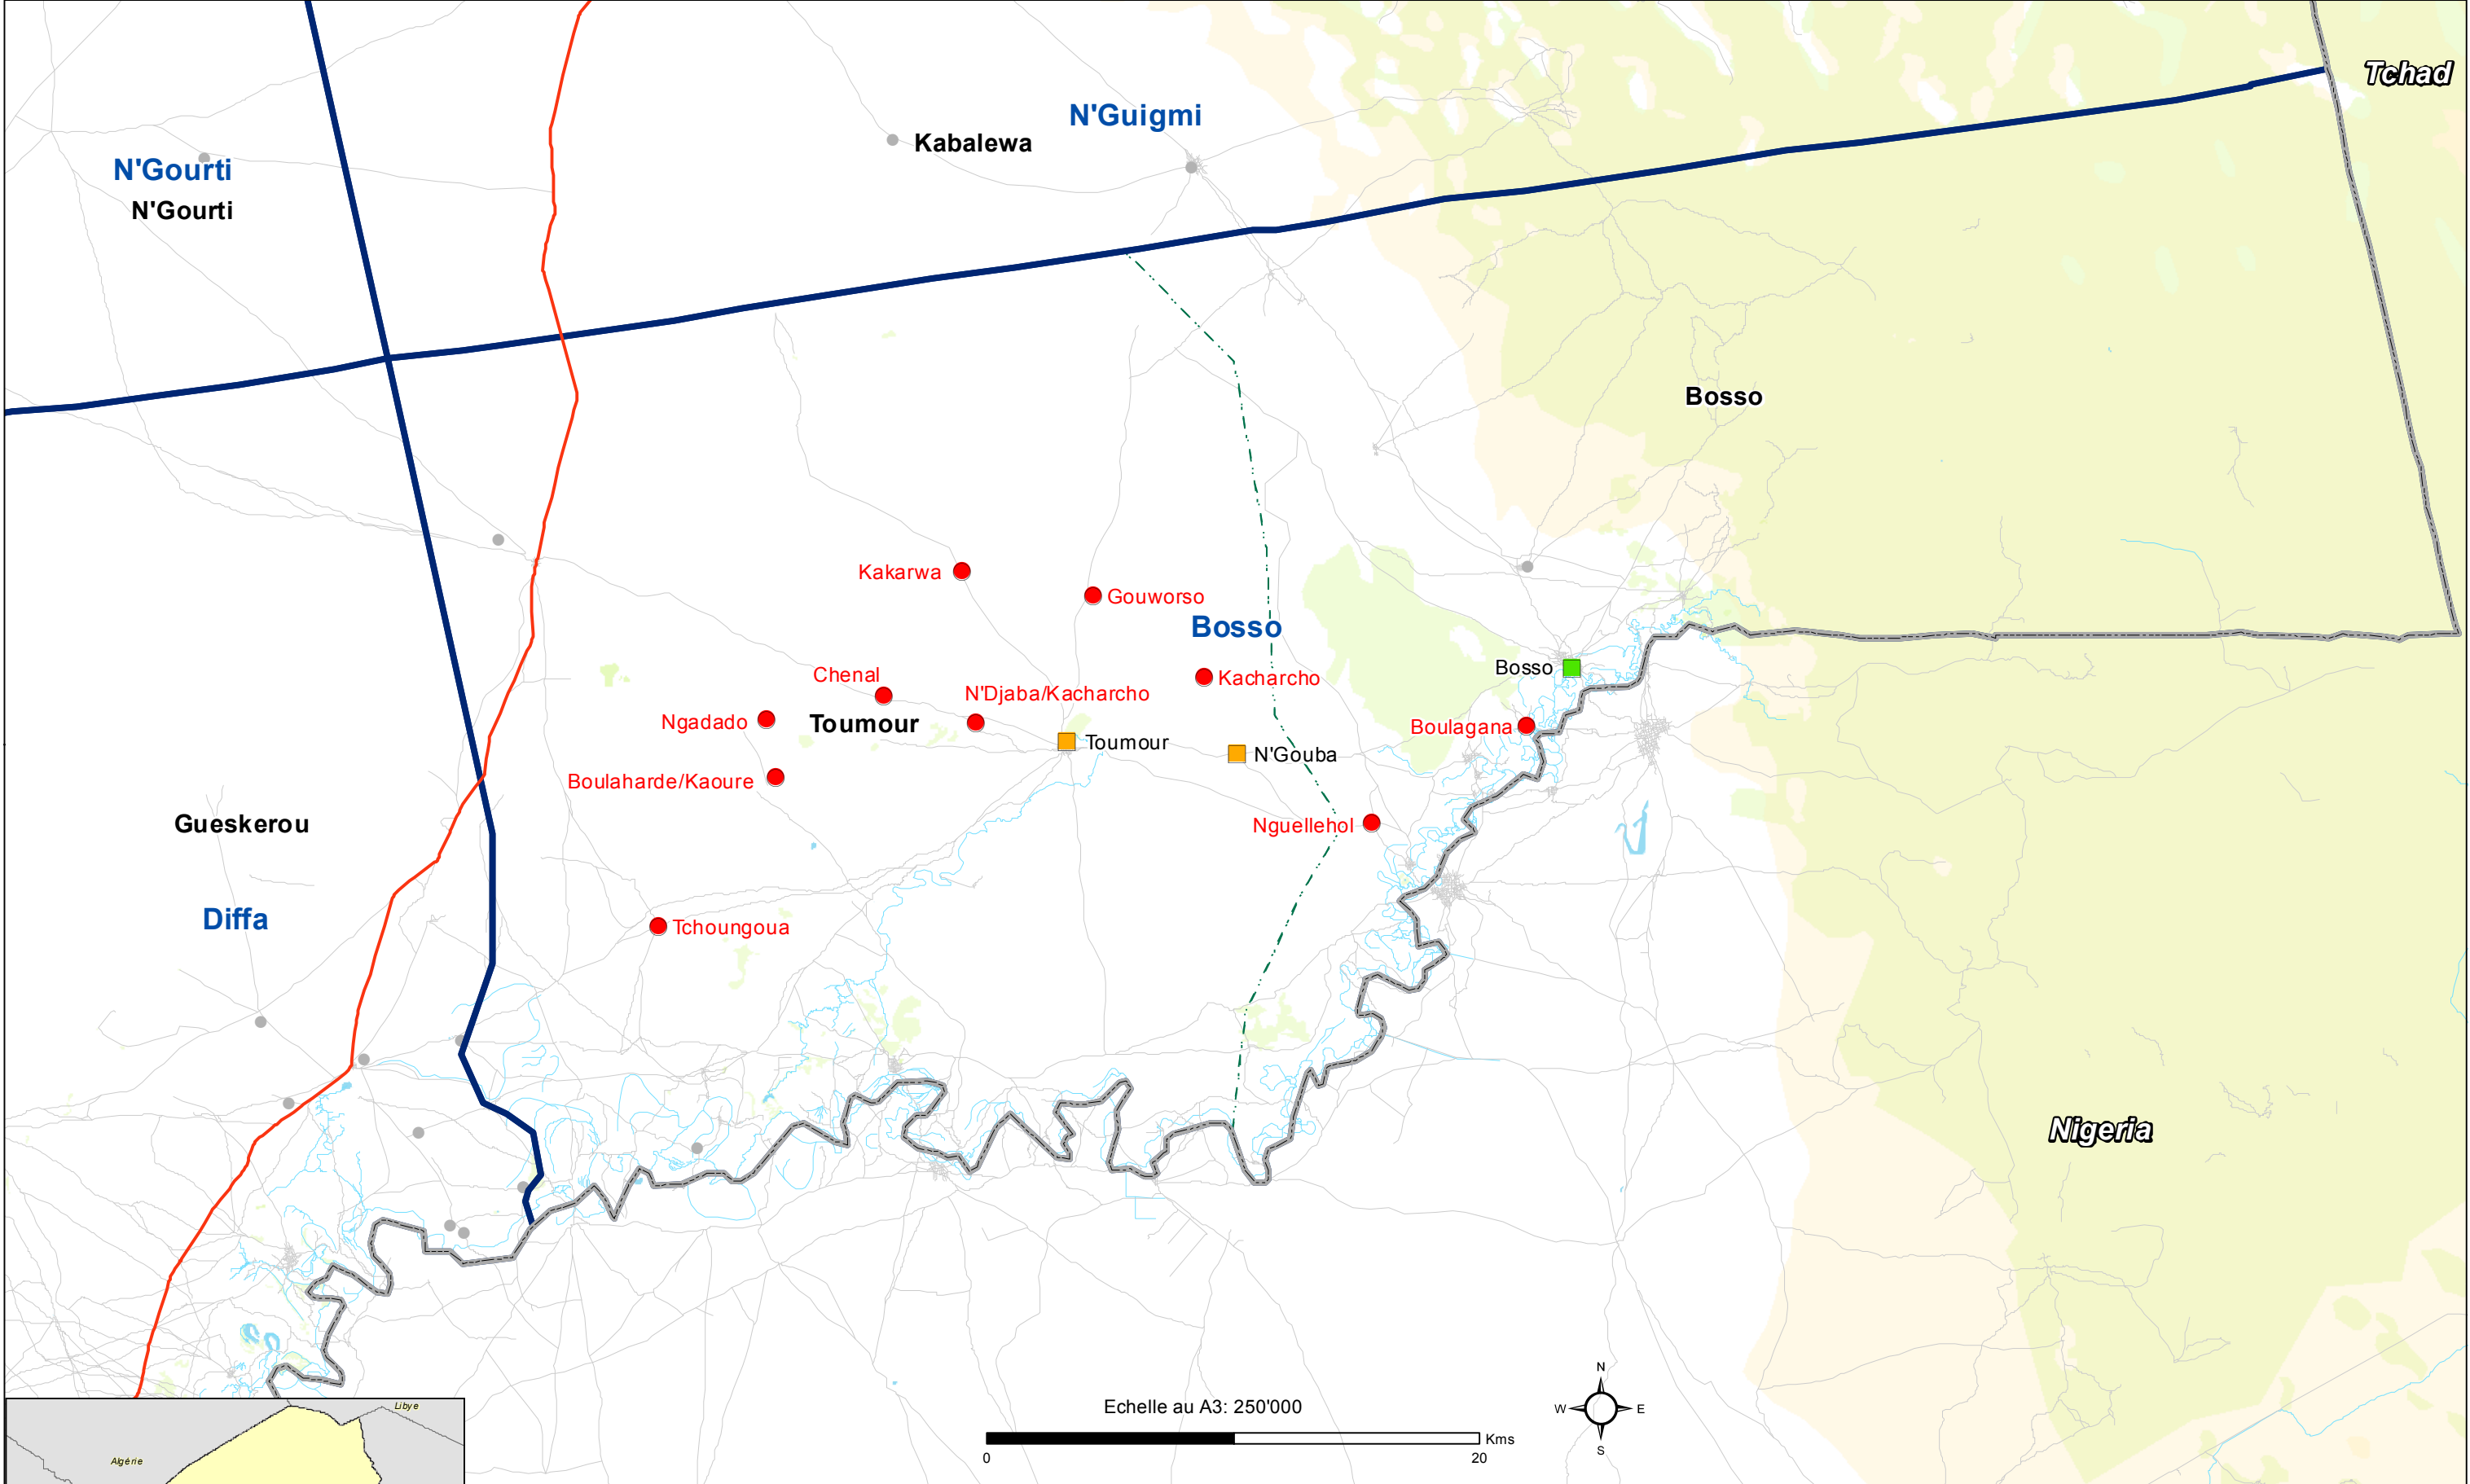 Tchad
N'Guigmi
Kabalewa
N'Gourti
N'Gourti
Bosso
Kakarwa
Gouworso
Bosso
Bosso
Chenal
Kacharcho
N'Djaba/Kacharcho
Ngadado
Toumour
Boulagana
Toumour
N'Gouba
Boulaharde/Kaoure
Gueskerou
Nguellehol
Diffa
Tchoungoua
Nigeria
N
W
E
S
Echelle au A3: 250'000
Kms
0
20
Libye
Algérie